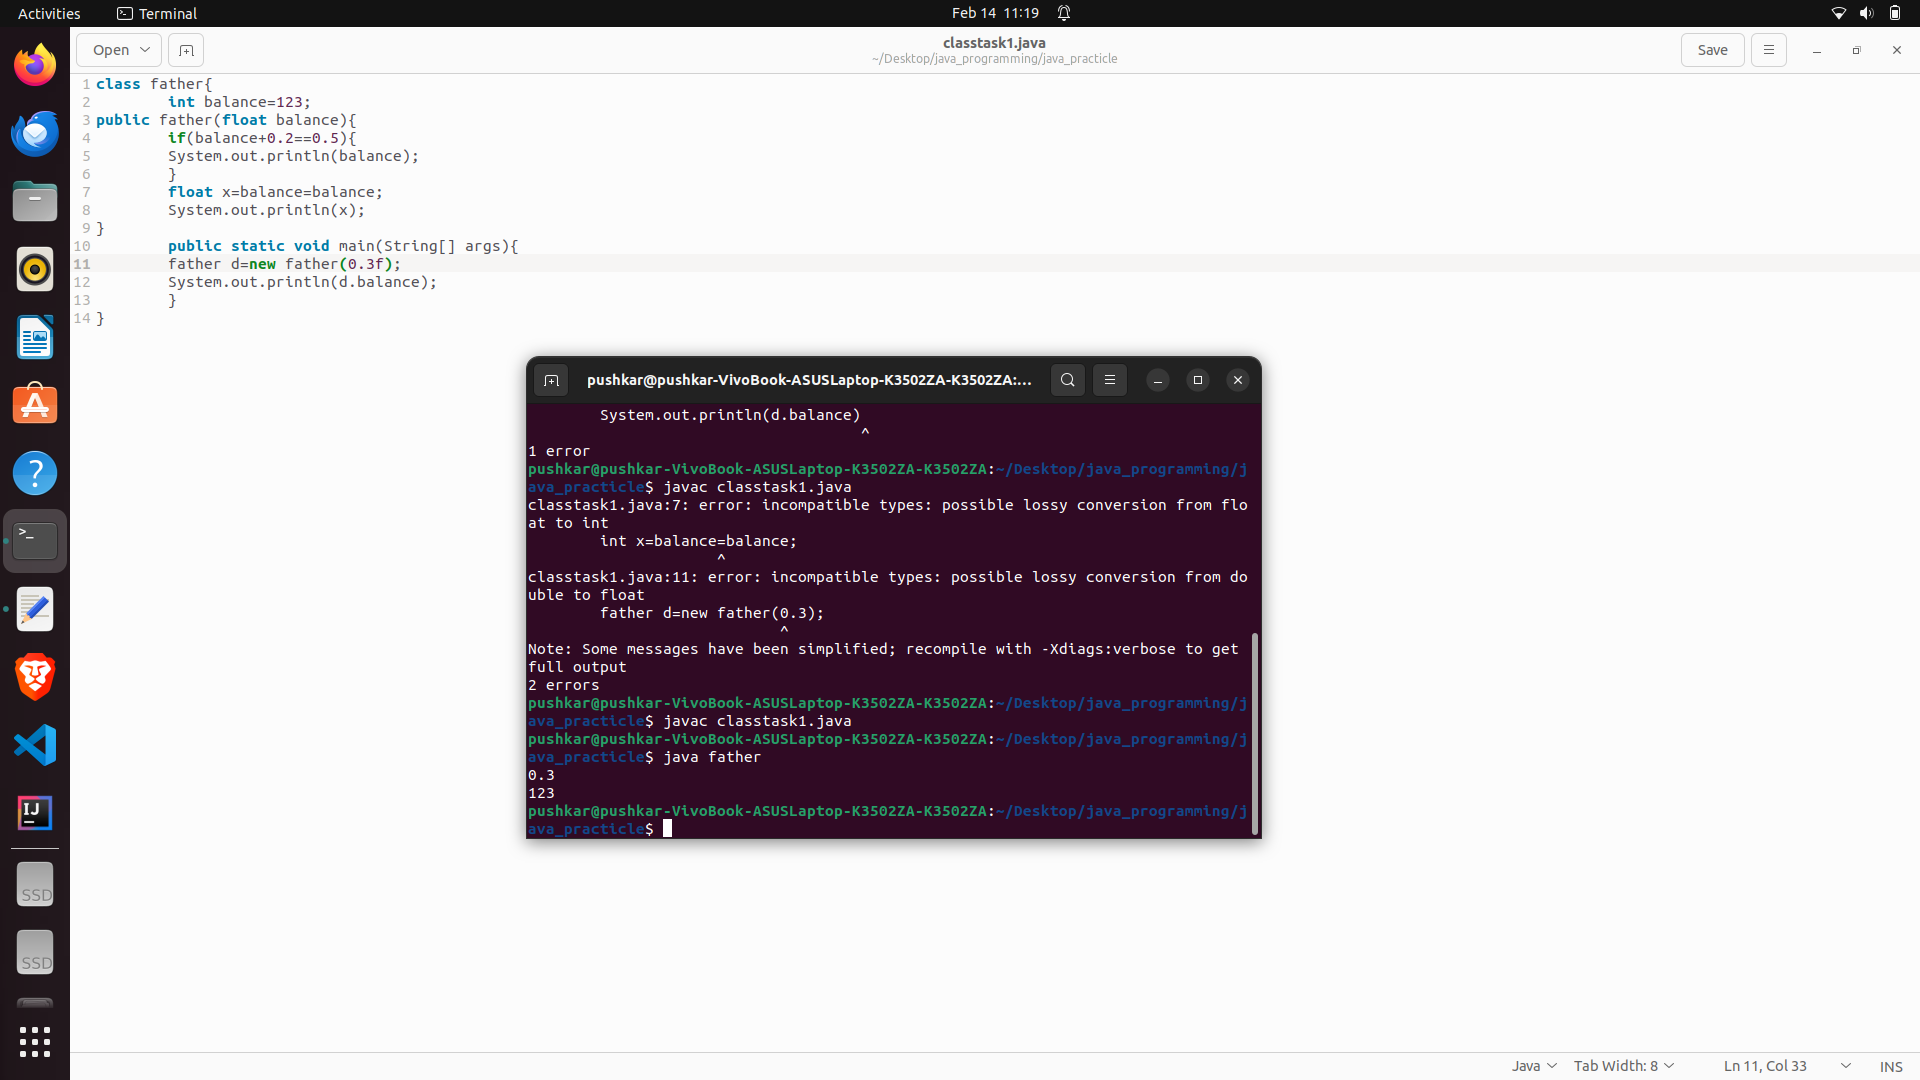 Activities
Terminal
Feb 14 11:19
Open
classtask1.java
~/Desktop/java_programming/java_practicle
Save
1 class father{
2 int balance=123;
3 public father(float balance){
4 if(balance+0.2==0.5){
5 System.out.println(balance);
6 }
7 float x=balance=balance;
8 System.out.println(x);
9 }
10 public static void main(String[] args){
11 father d=new father(0.3f);
12 System.out.println(d.balance);
13 }
14 }
pushkar@pushkar-VivoBook-ASUSLaptop-K3502ZA-K3502ZA:...
System.out.println(d.balance)
^
1 error
pushkar@pushkar-VivoBook-ASUSLaptop-K3502ZA-K3502ZA:~/Desktop/java_programming/j
ava_practicle$ javac classtask1.java
classtask1.java:7: error: incompatible types: possible lossy conversion from flo
at to int
int x=balance=balance;
^
classtask1.java:11: error: incompatible types: possible lossy conversion from do
uble to float
father d=new father(0.3);
^
Note: Some messages have been simplified; recompile with -Xdiags:verbose to get
full output
2 errors
pushkar@pushkar-VivoBook-ASUSLaptop-K3502ZA-K3502ZA:~/Desktop/java_programming/j
ava_practicle$ javac classtask1.java
pushkar@pushkar-VivoBook-ASUSLaptop-K3502ZA-K3502ZA:~/Desktop/java_programming/j
ava_practicle$ java father
0.3
123
pushkar@pushkar-VivoBook-ASUSLaptop-K3502ZA-K3502ZA:~/Desktop/java_programming/j
ava_practicle$
IJ
SSD
SSD
Java
Tab Width: 8
Ln 11, Col 33
INS